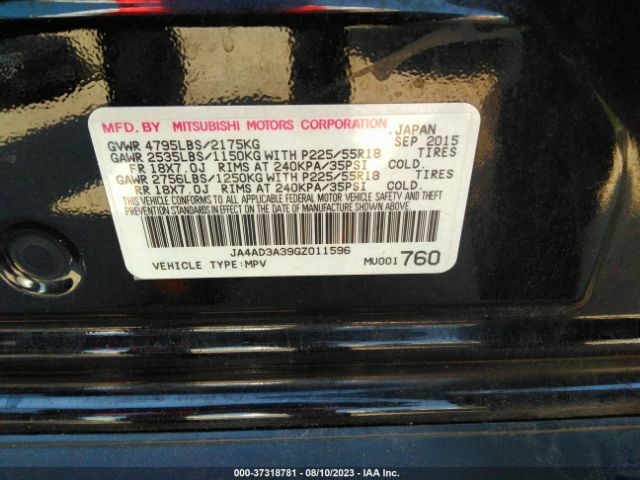 MFD. BY MITSUBISHI MOTORS CORPORATION JAPAN
GVWR 4795LBS/2175KG SEP 2015
GAWR 2535LBS/1150KG WITH P225/55R18 TIRES
FR 18X7.0J RIMS AT 240KPA/35PSI COLD.
GAWR 2756LBS/1250KG WITH P225/55R18 TIRES
RR 18X7.0J RIMS AT 240KPA/35PSI COLD.
THIS VEHICLE CONFORMS TO ALL APPLICABLE FEDERAL MOTOR VEHICLE SAFETY AND THEFT
PREVENTION STANDARDS IN EFFECT ON THE DATE OF MANUFACTURE SHOWN ABOVE.
JA4AD3A39GZ011596
VEHICLE TYPE:MPV MU001760
000-37318781 - 08/10/2023 - IAA Inc.